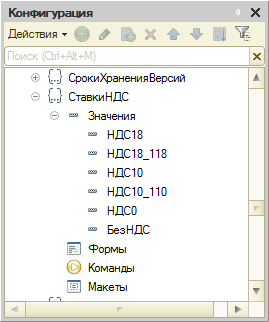 Конфигурация
Действия
Поиск (Ctrl+Alt+M)
СрокиХраненияВерсий
СтавкиНДС
Значения
НДС18
НДС18_118
НДС10
НДС10_110
НДС0
БезНДС
Формы
Команды
Макеты